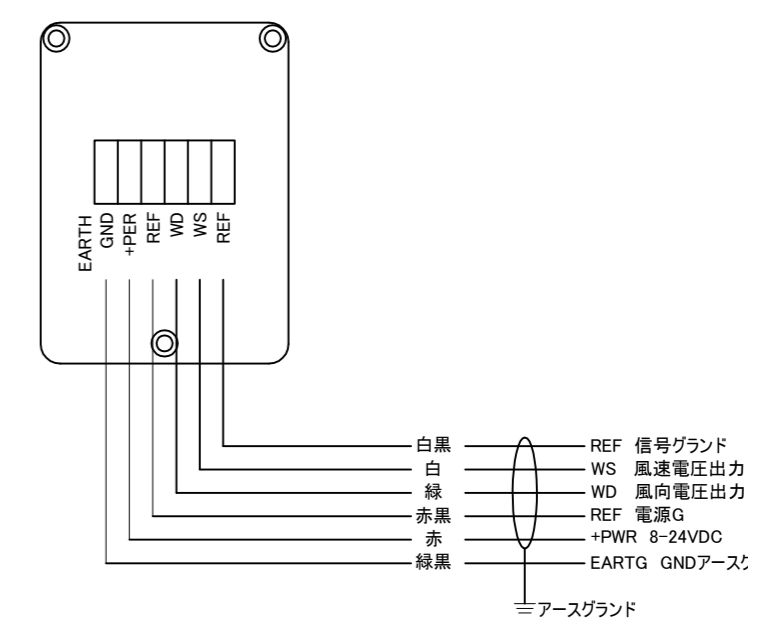 EARTH
GND
+PER
REF
WD
WS
REF
白黒 REF 信号グランド
白 WS 風速電圧出力
緑 WD 風向電圧出力
赤黒 REF 電源G
赤 +PWR 8-24VDC
緑黒 EARTG GNDアース
アースグランド